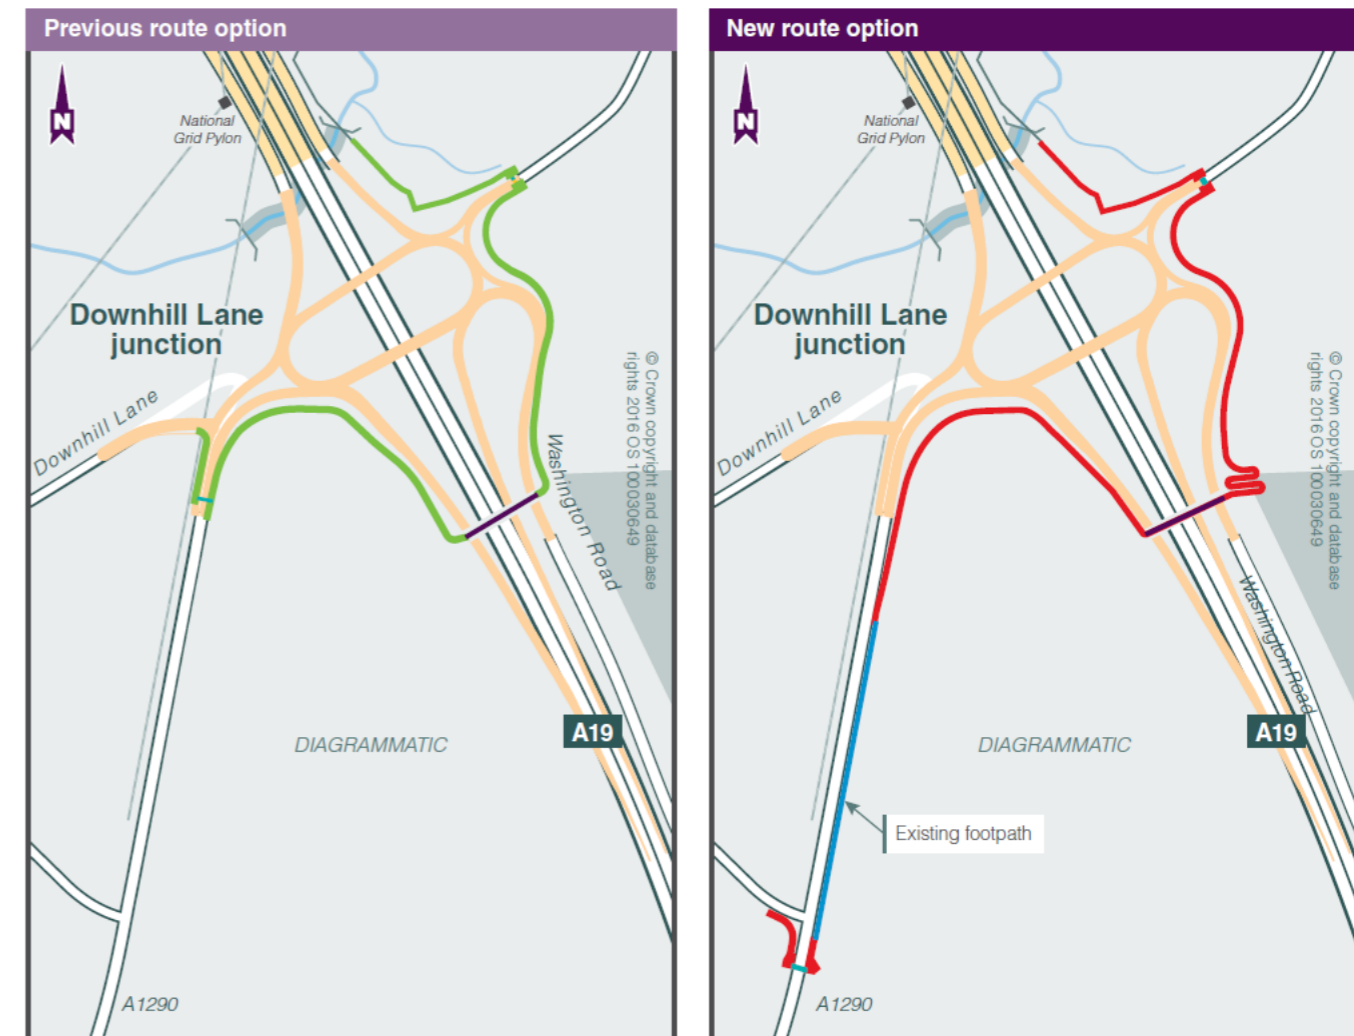 Previous route option
N
National
Grid Pylon
Downhill Lane
junction
Downhill Lane
Washington Road
© Crown copyright and database
rights 2016 OS 100030649
A19
DIAGRAMMATIC
A1290
New route option
N
National
Grid Pylon
Downhill Lane
junction
Downhill Lane
© Crown copyright and database
rights 2016 OS 100030649
Washington Road
A19
DIAGRAMMATIC
Existing footpath
A1290